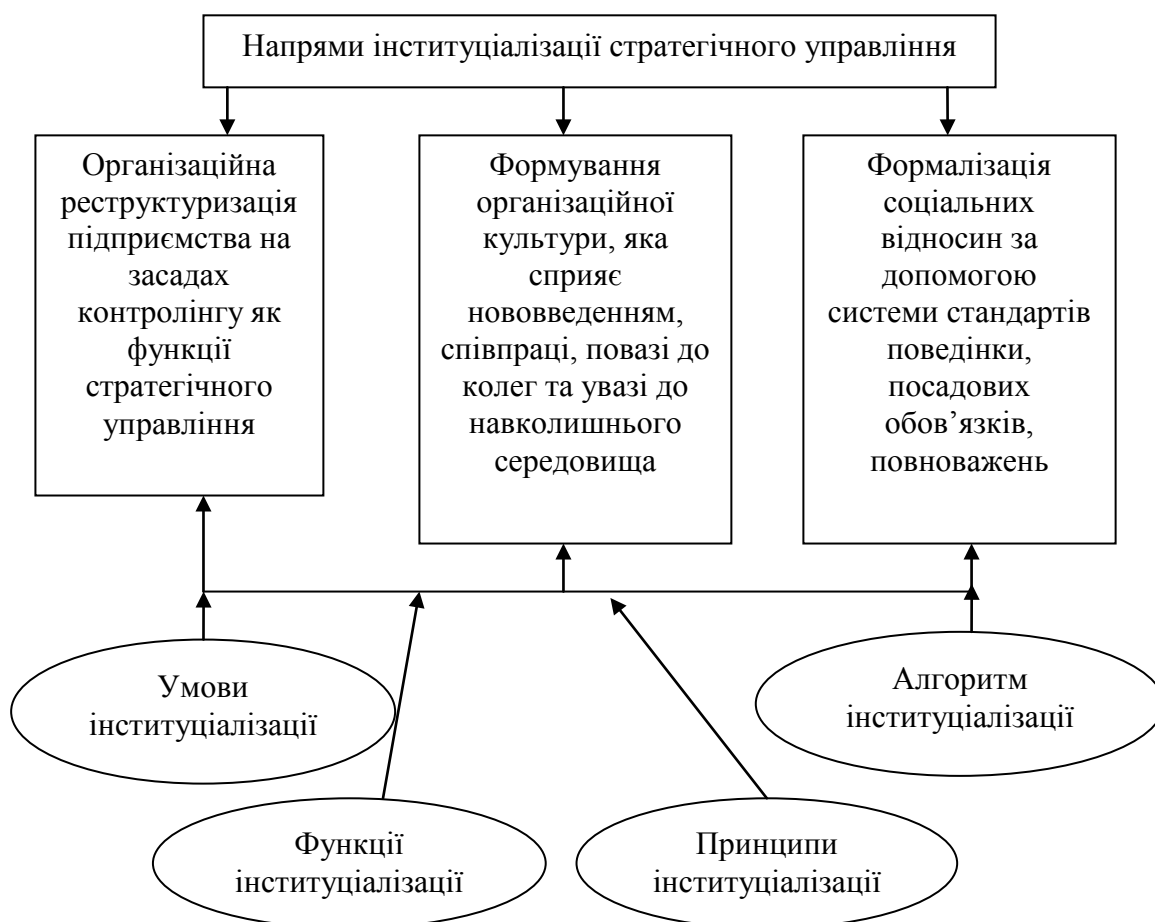 Напрями інституціалізації стратегічного управління
Організаційна
реструктуризація
підприємства на
засадах
контролінгу як
функції
стратегічного
управління
Формування
організаційної
культури, яка
сприяє
нововведенням,
співпраці, повазі до
колег та увазі до
навколишнього
середовища
Формалізація
соціальних
відносин за
допомогою
системи стандартів
поведінки,
посадових
обов’язків,
повноважень
Умови
інституціалізації
Алгоритм
інституціалізації
Функції
інституціалізації
Принципи
інституціалізації